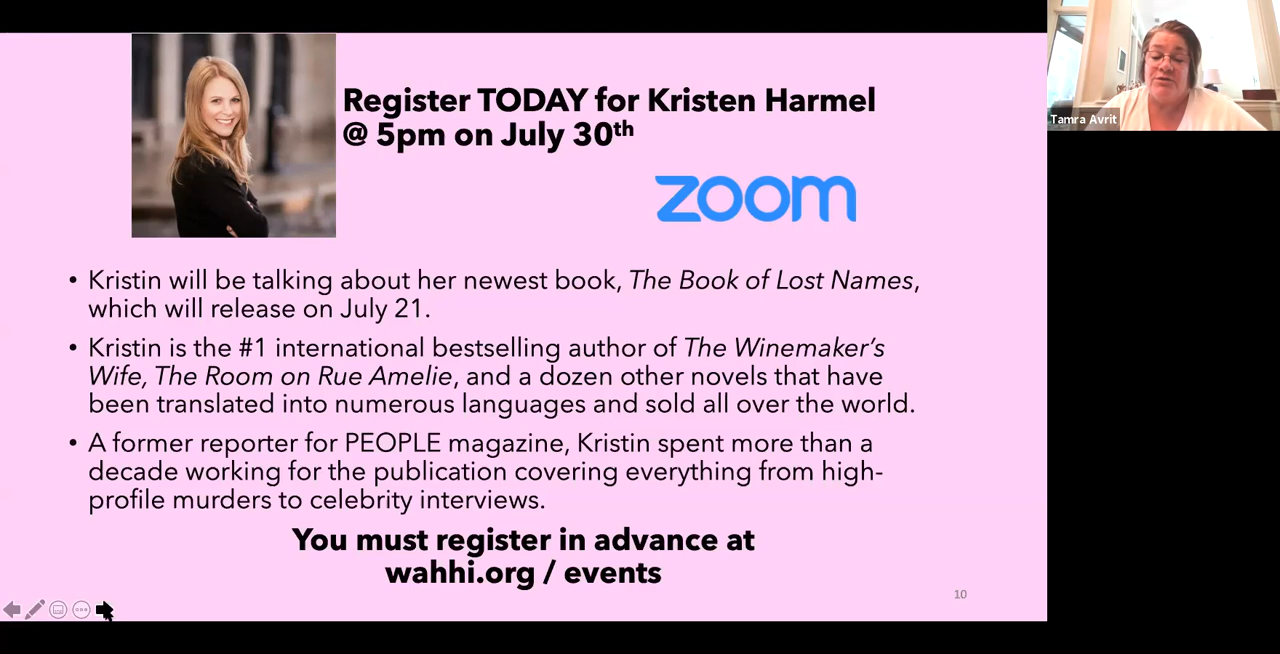 Register TODAY for Kristen Harmel
@ 5pm on July 30th
zoom
• Kristin will be talking about her newest book, The Book of Lost Names,
which will release on July 21.
• Kristin is the #1 international bestselling author of The Winemaker's
Wife, The Room on Rue Amelie, and a dozen other novels that have
been translated into numerous languages and sold all over the world.
• A former reporter for PEOPLE magazine, Kristin spent more than a
decade working for the publication covering everything from high-
profile murders to celebrity interviews.
You must register in advance at
wahhi.org / events
10
Tamra Avrit